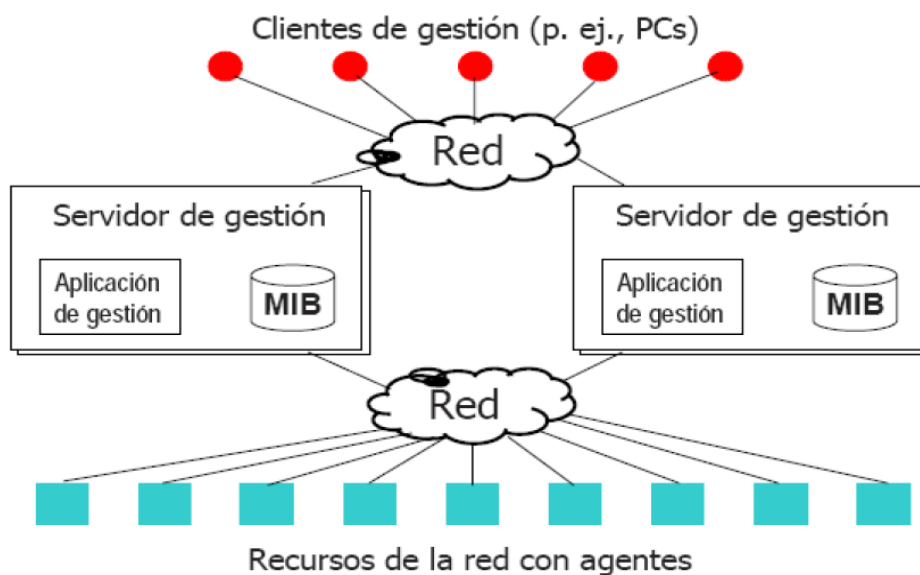 Clientes de gestión (p. ej., PCs)
Red
Servidor de gestión
Aplicación
de gestión
MIB
Servidor de gestión
Aplicación
de gestión
MIB
Red
Recursos de la red con agentes